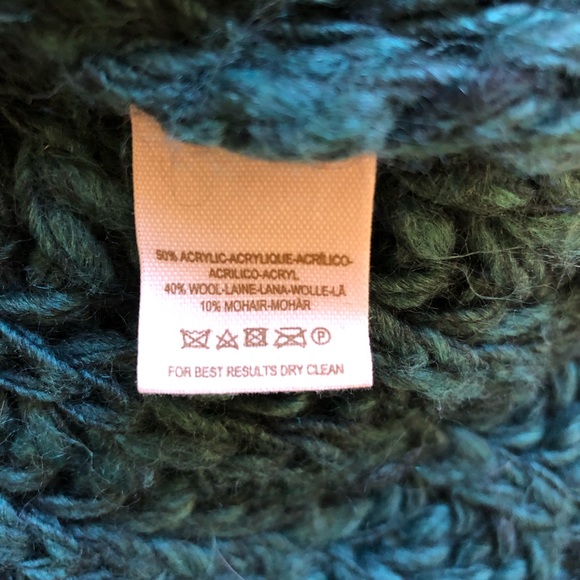 50% ACRYLIC-ACRYLIQUE-ACRÍLICO-
ACRILICO-ACRYL
40% WOOL-LAINE-LANA-WOLLE-LÃ
10% MOHAIR-MOHÄR
P
FOR BEST RESULTS DRY CLEAN